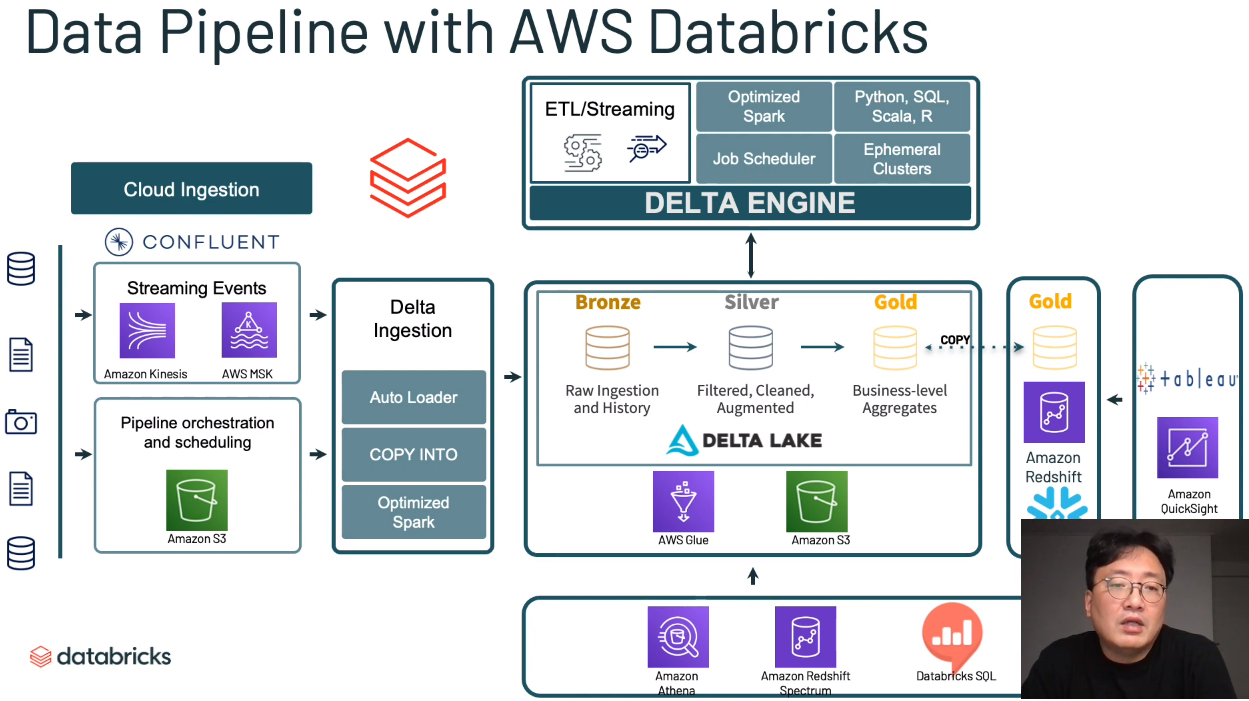 Data Pipeline with AWS Databricks
Cloud Ingestion
CONFLUENT
Streaming Events
Amazon Kinesis
AWS MSK
Pipeline orchestration
and scheduling
Amazon S3
Delta
Ingestion
Auto Loader
COPY INTO
Optimized
Spark
ETL/Streaming
Optimized
Spark
Python, SQL,
Scala, R
Job Scheduler
Ephemeral
Clusters
DELTA ENGINE
Bronze
Silver
Gold
Raw Ingestion
and History
Filtered, Cleaned,
Augmented
Business-level
Aggregates
DELTA LAKE
AWS Glue
Amazon S3
COPY
Gold
Amazon
Redshift
+ableau
Amazon
QuickSight
Amazon
Athena
Amazon Redshift
Spectrum
Databricks SQL
databricks